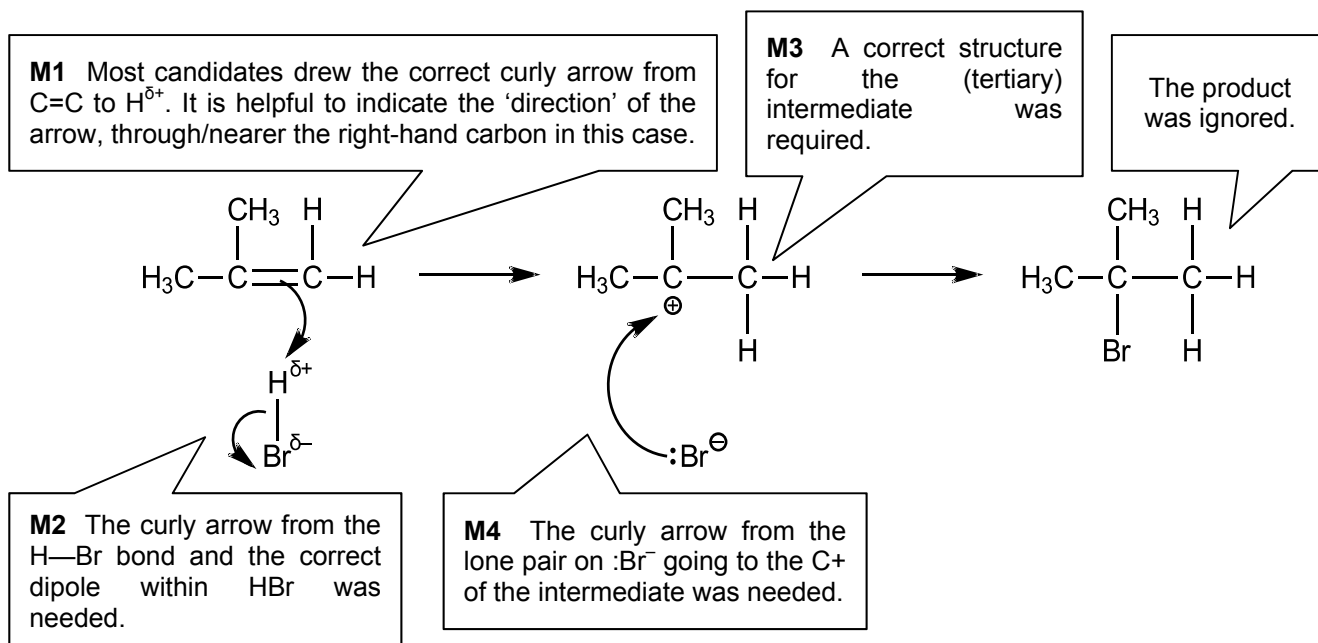 M1 Most candidates drew the correct curly arrow from
C=C to Hδ+. It is helpful to indicate the ‘direction’ of the
arrow, through/nearer the right-hand carbon in this case.
M3 A correct structure
for the (tertiary)
intermediate was
required.
The product
was ignored.
CH3 H
H3C C C H
Hδ+
Brδ–
CH3 H
H3C C C H
⊕
H
:Br⊖
CH3 H
H3C C C H
Br H
M2 The curly arrow from the
H—Br bond and the correct
dipole within HBr was
needed.
M4 The curly arrow from the
lone pair on :Br– going to the C+
of the intermediate was needed.